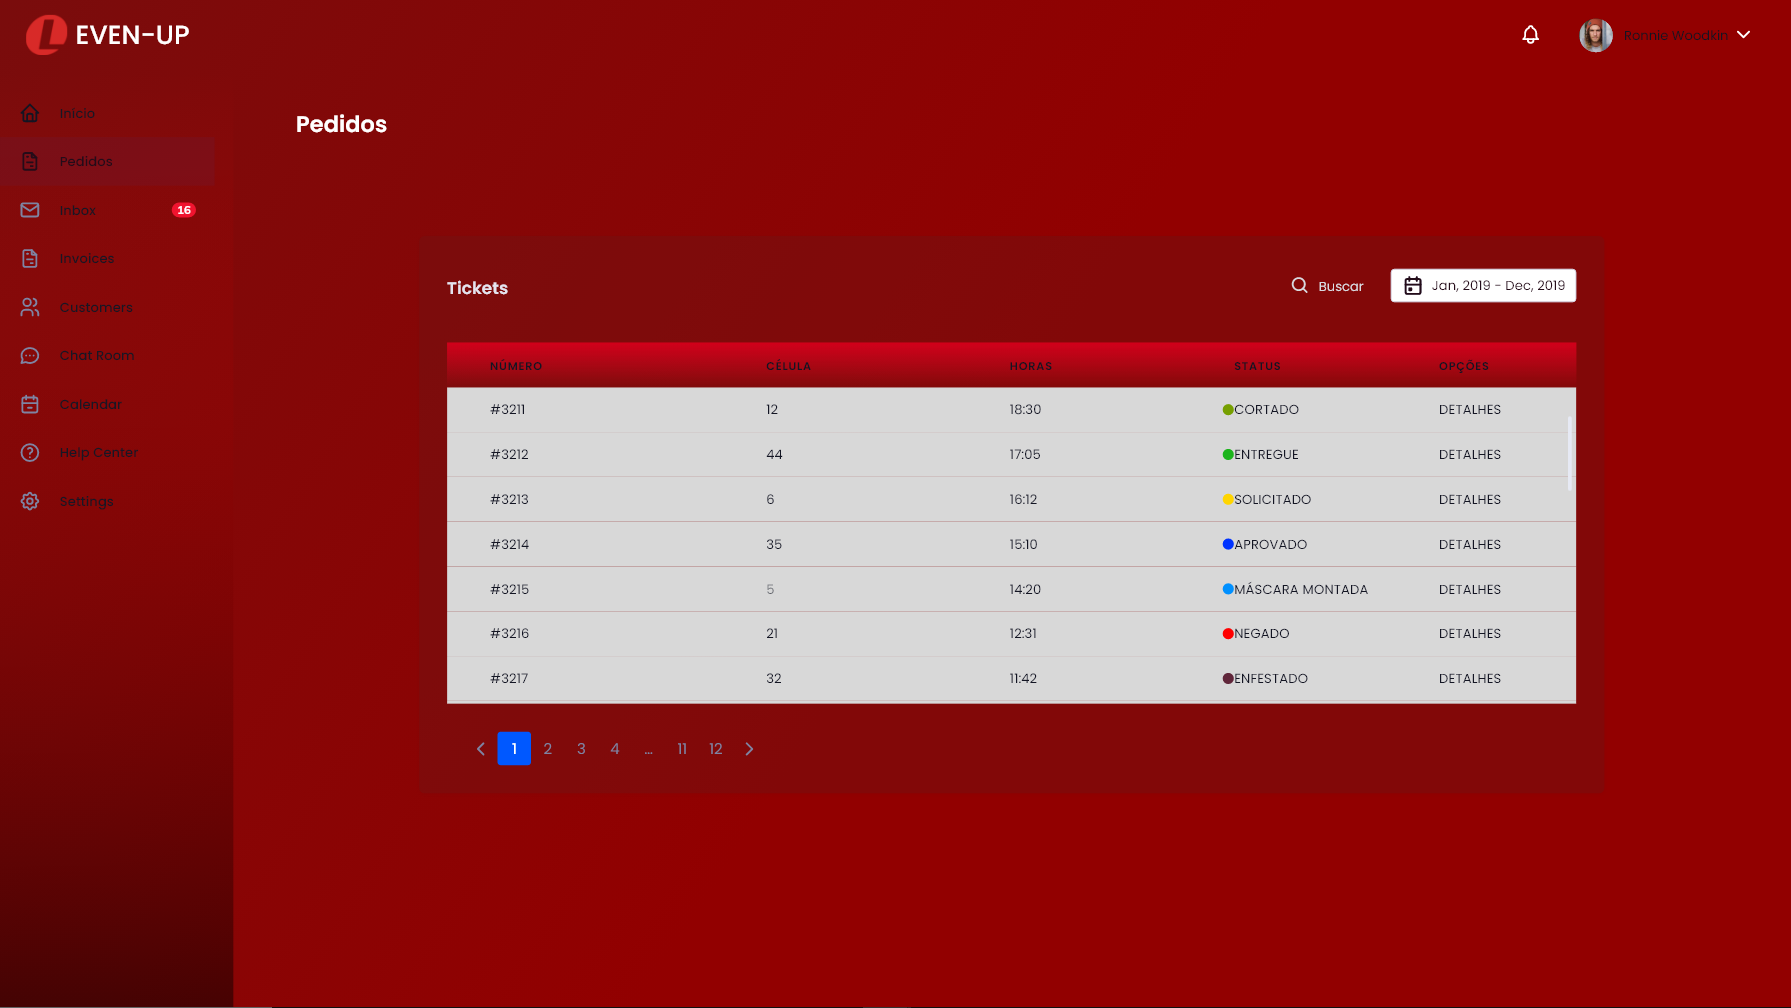 L EVEN-UP
Ronnie Woodkin
Início
Pedidos
Inbox 16
Invoices
Customers
Chat Room
Calendar
Help Center
Settings
Pedidos
Tickets
Buscar
Jan, 2019 - Dec, 2019
NÚMERO CÉLULA HORAS STATUS OPÇÕES
#3211 12 18:30 CORTADO DETALHES
#3212 44 17:05 ENTREGUE DETALHES
#3213 6 16:12 SOLICITADO DETALHES
#3214 35 15:10 APROVADO DETALHES
#3215 5 14:20 MÁSCARA MONTADA DETALHES
#3216 21 12:31 NEGADO DETALHES
#3217 32 11:42 ENFESTADO DETALHES
1 2 3 4 ... 11 12